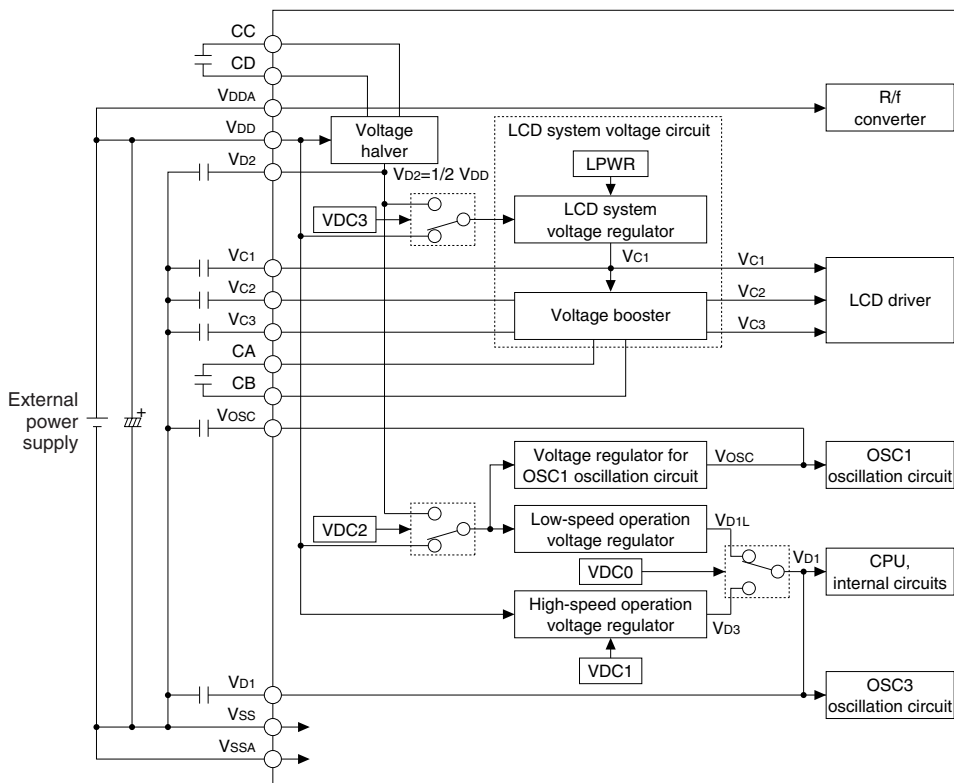 CC
CD
VDDA
R/f
converter
VDD
Voltage
halver
LCD system voltage circuit
VD2
VD2=1/2 VDD
LPWR
VDC3
LCD system
voltage regulator
VC1
VC1
VC1
VC2
Voltage booster
VC2
LCD driver
VC3
VC3
CA
CB
External
power
supply
+
VOSC
Voltage regulator for
OSC1 oscillation circuit
VOSC
OSC1
oscillation circuit
VDC2
Low-speed operation
voltage regulator
VD1L
VDC0
VD1
CPU,
internal circuits
High-speed operation
voltage regulator
VD3
VDC1
VD1
OSC3
oscillation circuit
VSS
VSSA